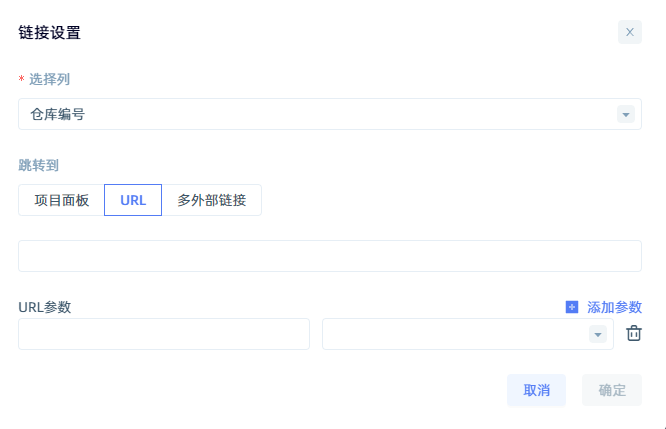 链接设置
* 选择列
仓库编号
跳转到
项目面板 URL 多外部链接
URL参数 添加参数
取消 确定